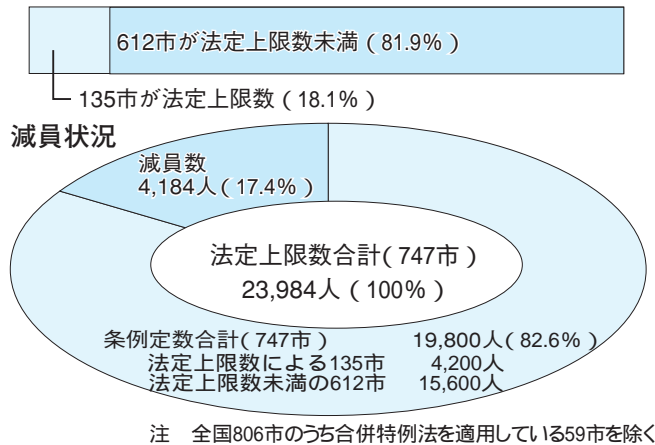 612市が法定上限数未満(81.9%)
135市が法定上限数(18.1%)
減員状況
減員数
4,184人(17.4%)
法定上限数合計(747市)
23,984人(100%)
条例定数合計(747市) 19,800人(82.6%)
法定上限数による135市 4,200人
法定上限数未満の612市 15,600人
注 全国806市のうち合併特例法を適用している59市を除く